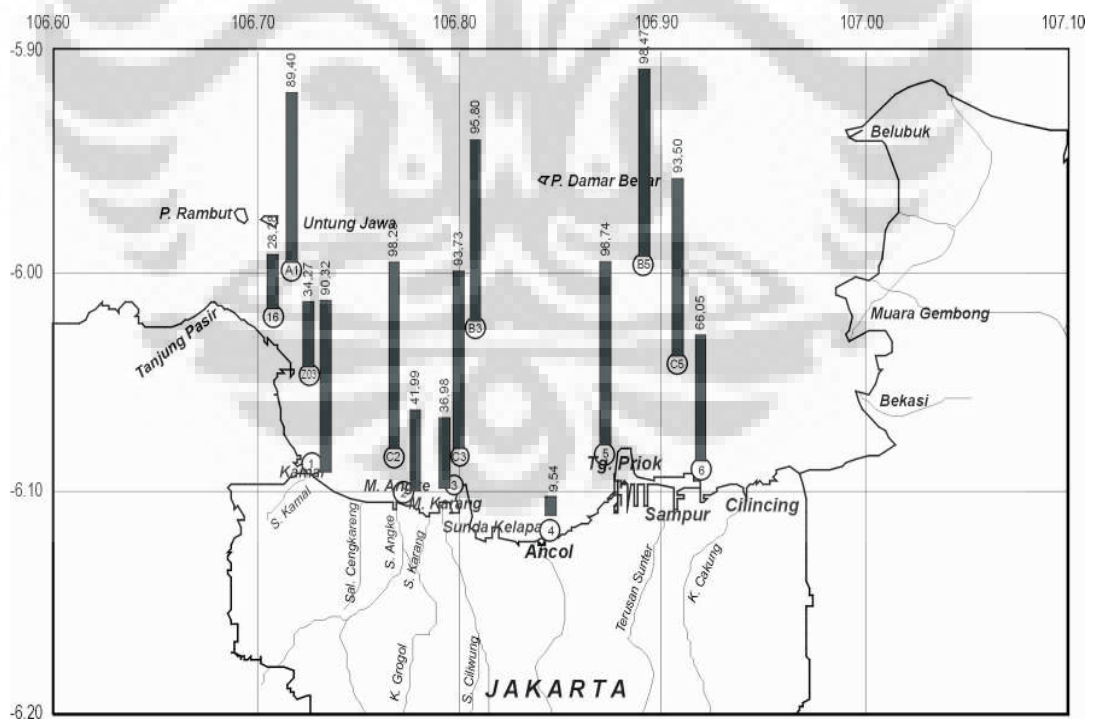 106.60 106.70 106.80 106.90 107.00 107.10
-5.90
98,47
89,40
95,80
Belubuk
93,50
P. Damar Besar
P. Rambut
Untung Jawa
98,23
93,73
96,74
A1
B5
-6.00
34,27
90,32
16
66,05
Muara Gembong
B3
Tanjung Pasir
C5
Z03
41,99
36,98
Bekasi
C2
C3
5
1
Tg. Priok
6
Kamal
M. Angke
3
9,54
-6.10
2
M. Karang
S. Kamal
Sunda Kelapa
4
Sampur
Cilincing
Ancol
Sal. Cengkareng
S. Angke
S. Karang
Terusan Sunter
K. Cakung
K. Grogol
S. Ciliwung
JAKARTA
-6.20